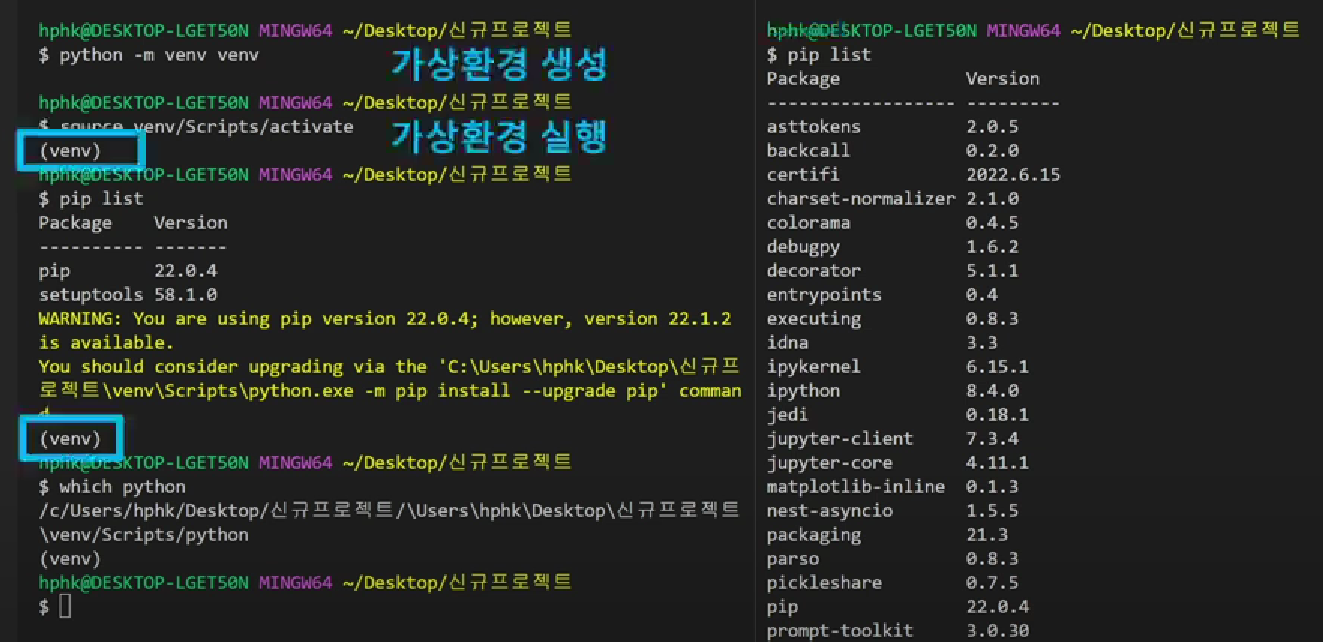 hphk@DESKTOP-LGET50N MINGW64 ~/Desktop/신규프로젝트
$ python -m venv venv
가상환경 생성
hphk@DESKTOP-LGET50N MINGW64 ~/Desktop/신규프로젝트
$ source venv/Scripts/activate
가상환경 실행
(venv)
hphk@DESKTOP-LGET50N MINGW64 ~/Desktop/신규프로젝트
$ pip list
Package    Version
---------- -------
pip        22.0.4
setuptools 58.1.0
WARNING: You are using pip version 22.0.4; however, version 22.1.2
is available.
You should consider upgrading via the 'C:\Users\hphk\Desktop\신규프
로젝트\venv\Scripts\python.exe -m pip install --upgrade pip' comman
d.
(venv)
hphk@DESKTOP-LGET50N MINGW64 ~/Desktop/신규프로젝트
$ which python
/c/Users/hphk/Desktop/신규프로젝트/\Users\hphk\Desktop\신규프로젝트
\venv/Scripts/python
(venv)
hphk@DESKTOP-LGET50N MINGW64 ~/Desktop/신규프로젝트
$
hphk@DESKTOP-LGET50N MINGW64 ~/Desktop/신규프로젝트
$ pip list
Package            Version
------------------ ---------
asttokens          2.0.5
backcall           0.2.0
certifi            2022.6.15
charset-normalizer 2.1.0
colorama           0.4.5
debugpy            1.6.2
decorator          5.1.1
entrypoints        0.4
executing          0.8.3
idna               3.3
ipykernel          6.15.1
ipython            8.4.0
jedi               0.18.1
jupyter-client     7.3.4
jupyter-core       4.11.1
matplotlib-inline  0.1.3
nest-asyncio       1.5.5
packaging          21.3
parso              0.8.3
pickleshare        0.7.5
pip                22.0.4
prompt-toolkit     3.0.30